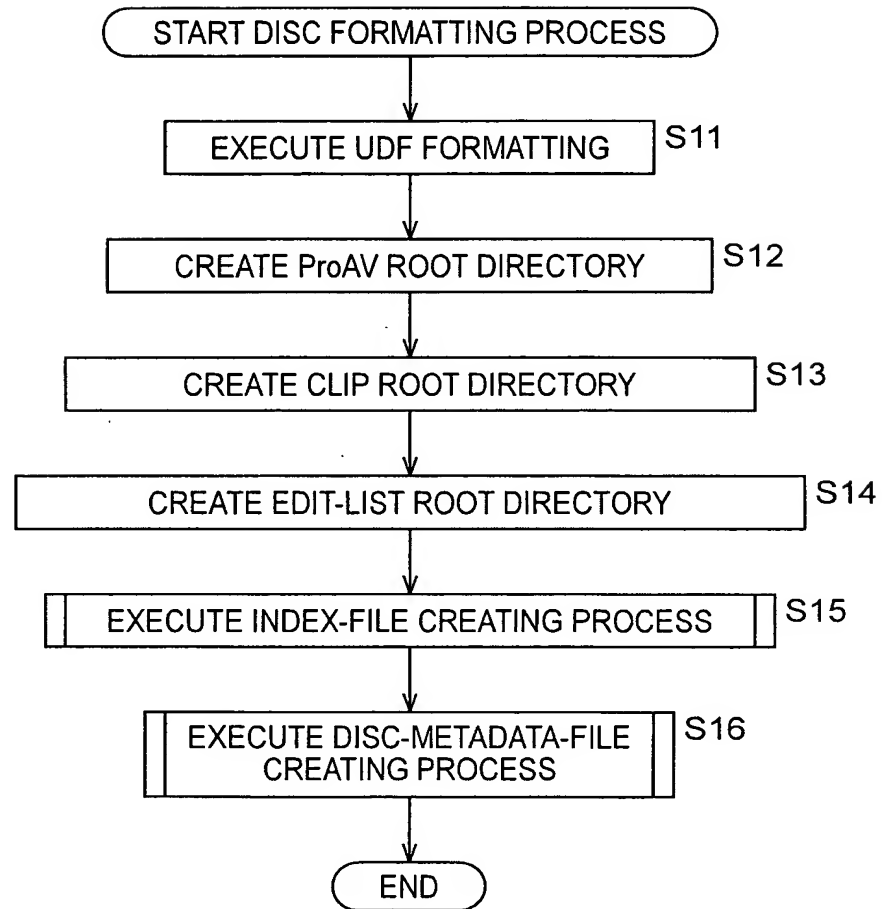 START DISC FORMATTING PROCESS
EXECUTE UDF FORMATTING
S11
CREATE ProAV ROOT DIRECTORY
S12
CREATE CLIP ROOT DIRECTORY
S13
CREATE EDIT-LIST ROOT DIRECTORY
S14
EXECUTE INDEX-FILE CREATING PROCESS
S15
EXECUTE DISC-METADATA-FILE
CREATING PROCESS
S16
END